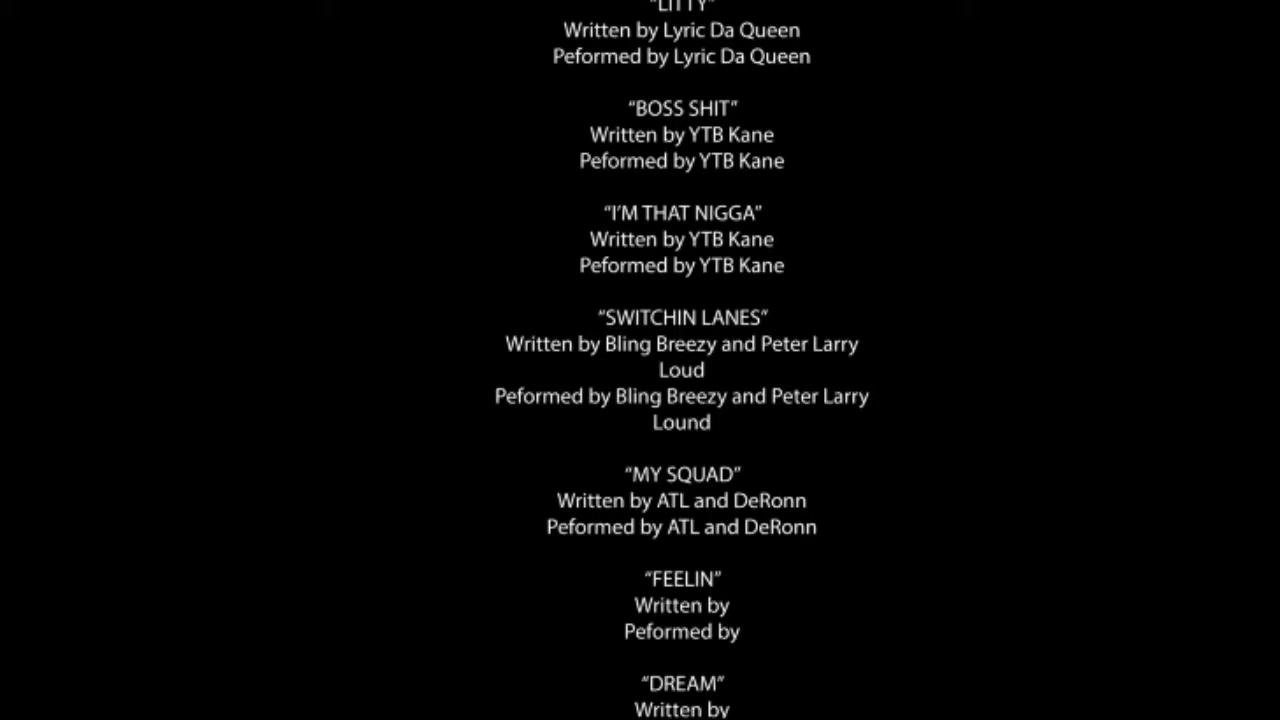 “LITTY”
Written by Lyric Da Queen
Peformed by Lyric Da Queen
“BOSS SHIT”
Written by YTB Kane
Peformed by YTB Kane
“I’M THAT NIGGA”
Written by YTB Kane
Peformed by YTB Kane
“SWITCHIN LANES”
Written by Bling Breezy and Peter Larry
Loud
Peformed by Bling Breezy and Peter Larry
Lound
“MY SQUAD”
Written by ATL and DeRonn
Peformed by ATL and DeRonn
“FEELIN”
Written by
Peformed by
“DREAM”
Written by